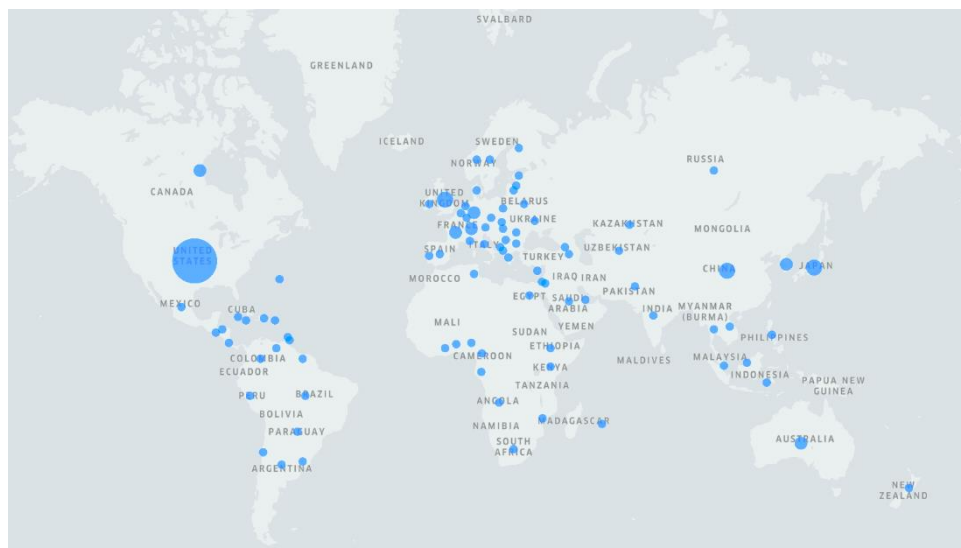 SVALBARD
GREENLAND
ICELAND
SWEDEN
NORWAY
RUSSIA
CANADA
UNITED
KINGDOM
BELARUS
UKRAINE
FRANCE
KAZAKHSTAN
MONGOLIA
UNITED
STATES
SPAIN
ITALY
TURKEY
UZBEKISTAN
CHINA
JAPAN
MOROCCO
IRAQ
IRAN
PAKISTAN
MEXICO
CUBA
EGYPT
SAUDI
ARABIA
INDIA
MYANMAR
(BURMA)
MALI
SUDAN
YEMEN
PHILIPPINES
COLOMBIA
CAMEROON
ETHIOPIA
MALDIVES
MALAYSIA
ECUADOR
KENYA
INDONESIA
TANZANIA
PAPUA NEW
GUINEA
PERU
BRAZIL
ANGOLA
BOLIVIA
NAMIBIA
MADAGASCAR
PARAGUAY
SOUTH
AFRICA
AUSTRALIA
ARGENTINA
NEW
ZEALAND